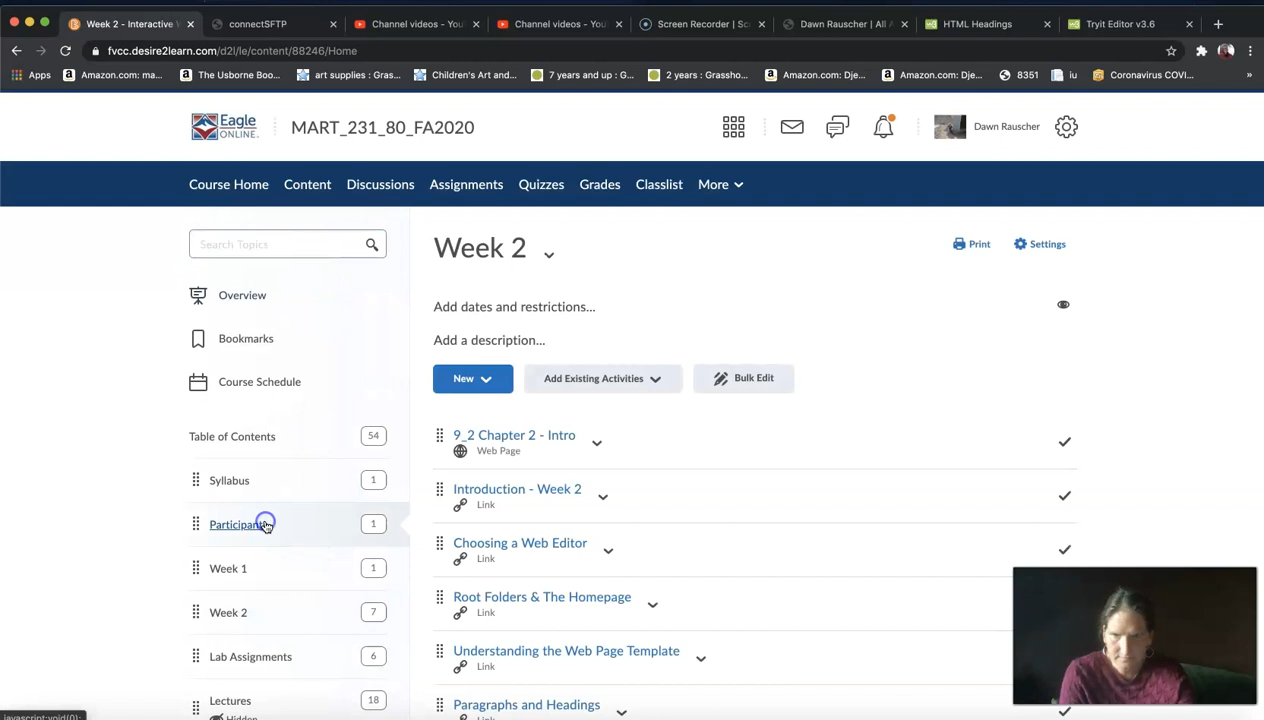 Week 2 - Interactive W
connectSFTP
Channel videos - YouT
Channel videos - YouT
Screen Recorder | Sc
Dawn Rauscher | All A
HTML Headings
Tryit Editor v3.6
fvcc.desire2learn.com/d2l/le/content/88246/Home
Apps
Amazon.com: ma...
The Usborne Boo...
art supplies : Gras...
Children's Art and...
7 years and up : G...
2 years : Grassho...
Amazon.com: Dje...
Amazon.com: Dje...
8351
iu
Coronavirus COVI...
»
Eagle
ONLINE.
MART_231_80_FA2020
Dawn Rauscher
Course Home
Content
Discussions
Assignments
Quizzes
Grades
Classlist
More
Search Topics
Week 2
Print
Settings
Overview
Add dates and restrictions...
Bookmarks
Add a description...
Course Schedule
New
Add Existing Activities
Bulk Edit
Table of Contents
54
9_2 Chapter 2 - Intro
Web Page
Syllabus
1
Introduction - Week 2
Link
1
Choosing a Web Editor
Link
Week 1
1
Root Folders & The Homepage
Link
Week 2
7
Understanding the Web Page Template
Link
Lab Assignments
6
Lectures
18
Hidden
Paragraphs and Headings
Link
javascript:void(0);